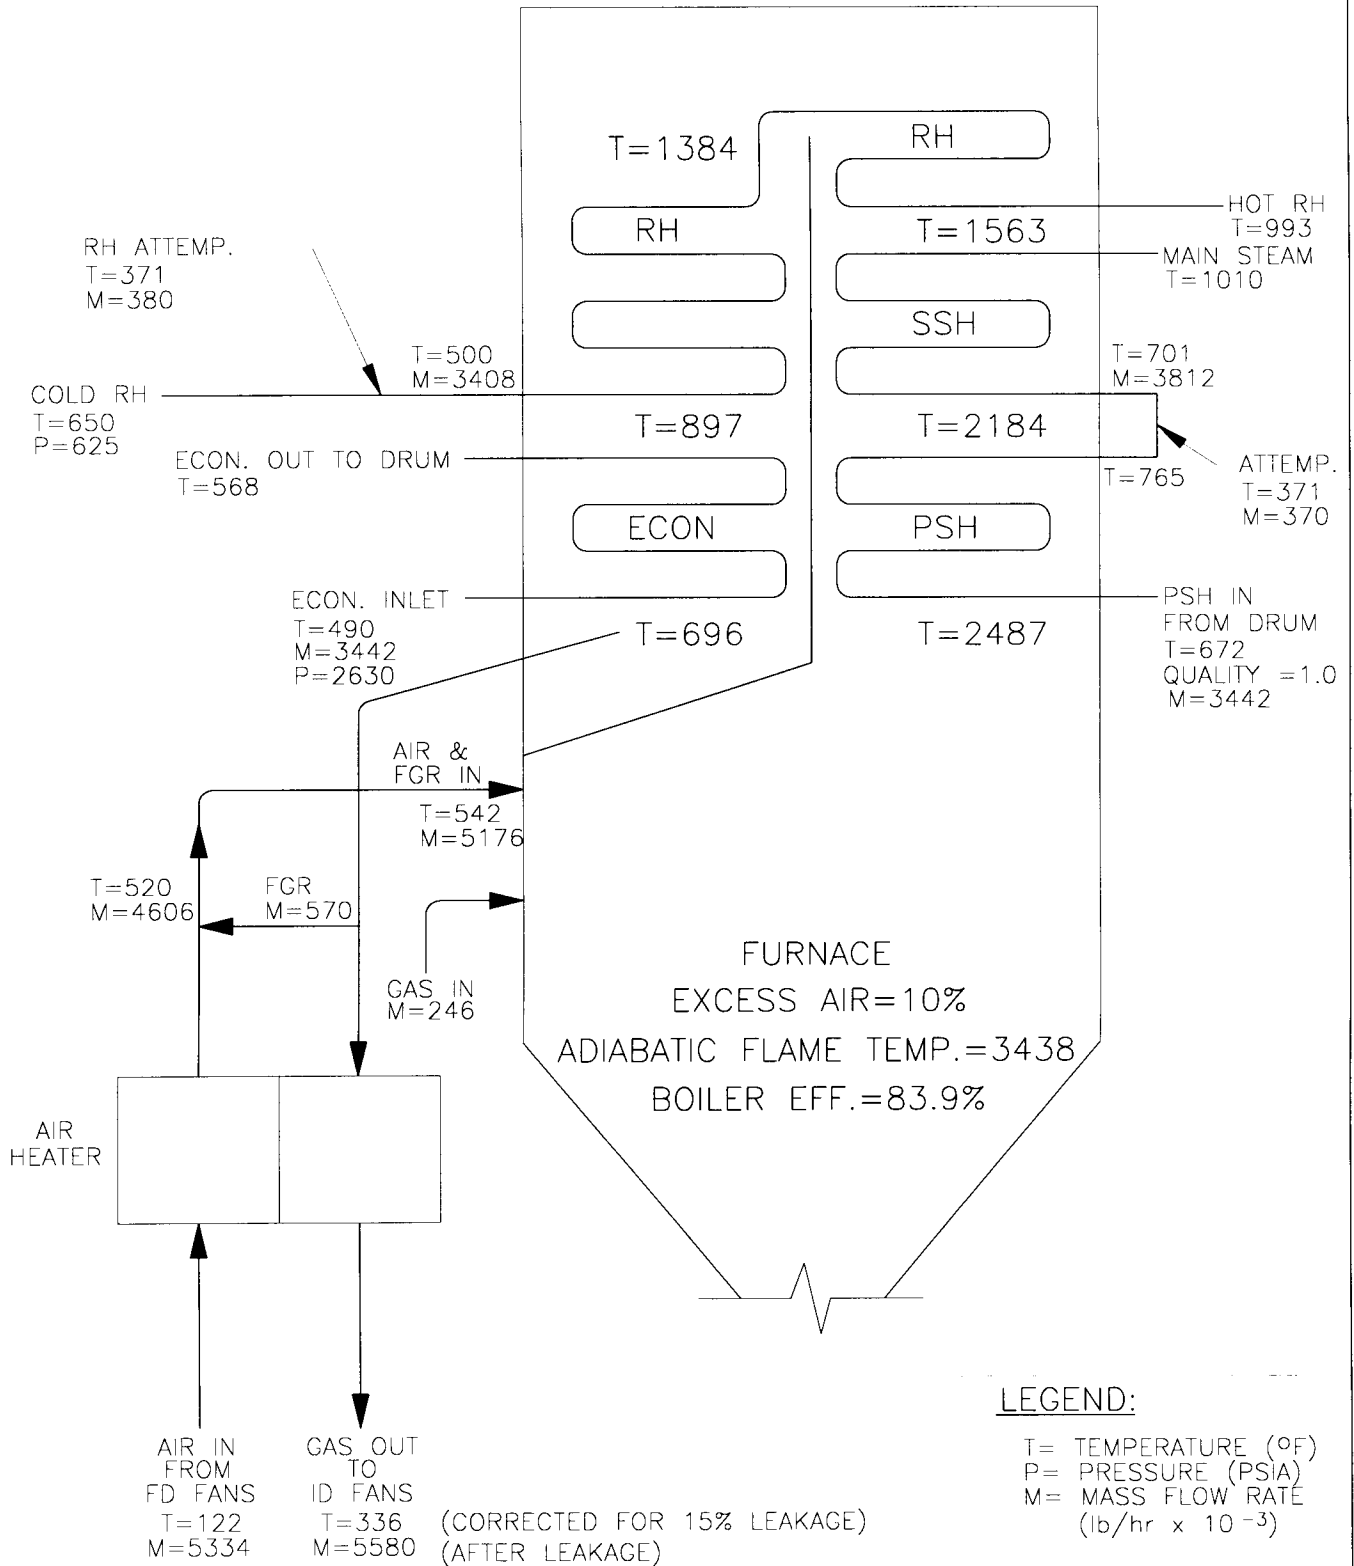 RH
T=1384
HOT RH
T=993
RH
T=1563
RH ATTEMP.
T=371
M=380
MAIN STEAM
T=1010
SSH
T=500
M=3408
T=701
M=3812
COLD RH
T=650
P=625
T=897
T=2184
ECON. OUT TO DRUM
T=568
T=765
ATTEMP.
T=371
M=370
ECON
PSH
ECON. INLET
T=490
M=3442
P=2630
T=696
T=2487
PSH IN
FROM DRUM
T=672
QUALITY =1.0
M=3442
AIR &
FGR IN
T=542
M=5176
T=520
M=4606
FGR
M=570
GAS IN
M=246
FURNACE
EXCESS AIR=10%
ADIABATIC FLAME TEMP.=3438
BOILER EFF.=83.9%
AIR
HEATER
AIR IN
FROM
FD FANS
T=122
M=5334
GAS OUT
TO
ID FANS
T=336 (CORRECTED FOR 15% LEAKAGE)
M=5580 (AFTER LEAKAGE)
LEGEND:
T= TEMPERATURE (°F)
P= PRESSURE (PSIA)
M= MASS FLOW RATE
(lb/hr x 10⁻³)